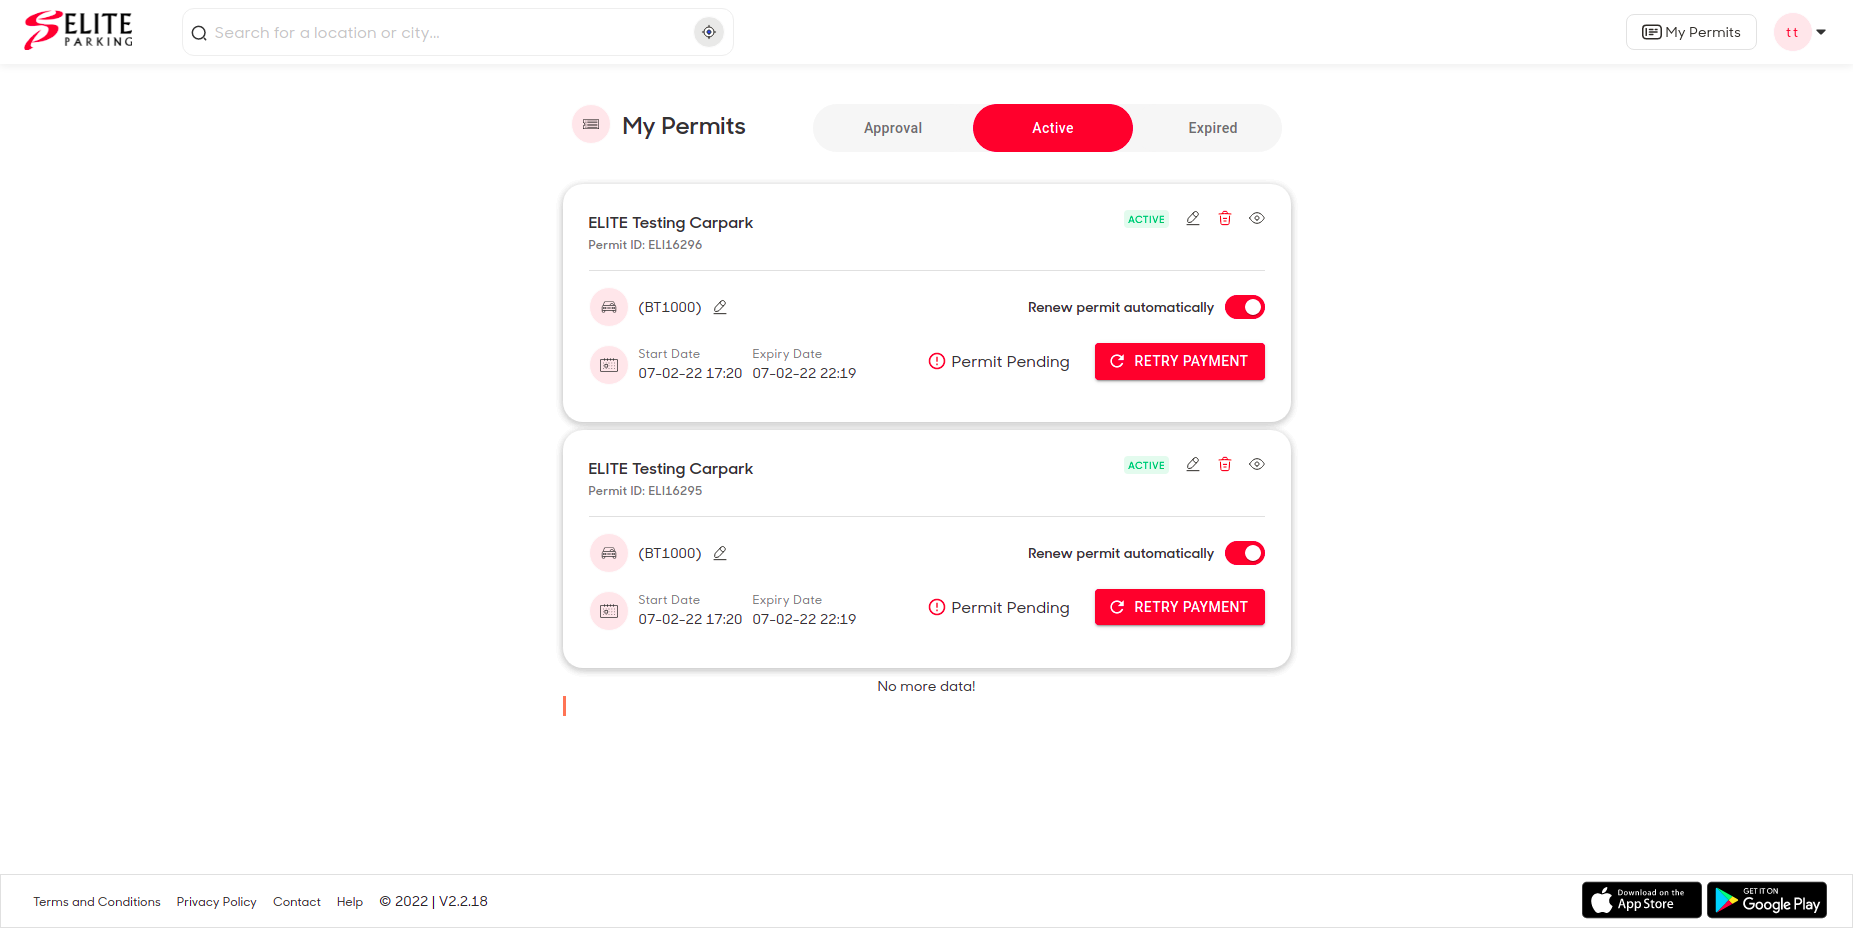 ELITE
PARKING
Search for a location or city...
My Permits
tt
My Permits
Approval
Active
Expired
ELITE Testing Carpark
ACTIVE
Permit ID: ELI16296
(BT1000)
Renew permit automatically
Start Date
Expiry Date
07-02-22 17:20
07-02-22 22:19
Permit Pending
RETRY PAYMENT
ELITE Testing Carpark
ACTIVE
Permit ID: ELI16295
(BT1000)
Renew permit automatically
Start Date
Expiry Date
07-02-22 17:20
07-02-22 22:19
Permit Pending
RETRY PAYMENT
No more data!
Terms and Conditions
Privacy Policy
Contact
Help
© 2022 | V2.2.18
Download on the
App Store
GET IT ON
Google Play